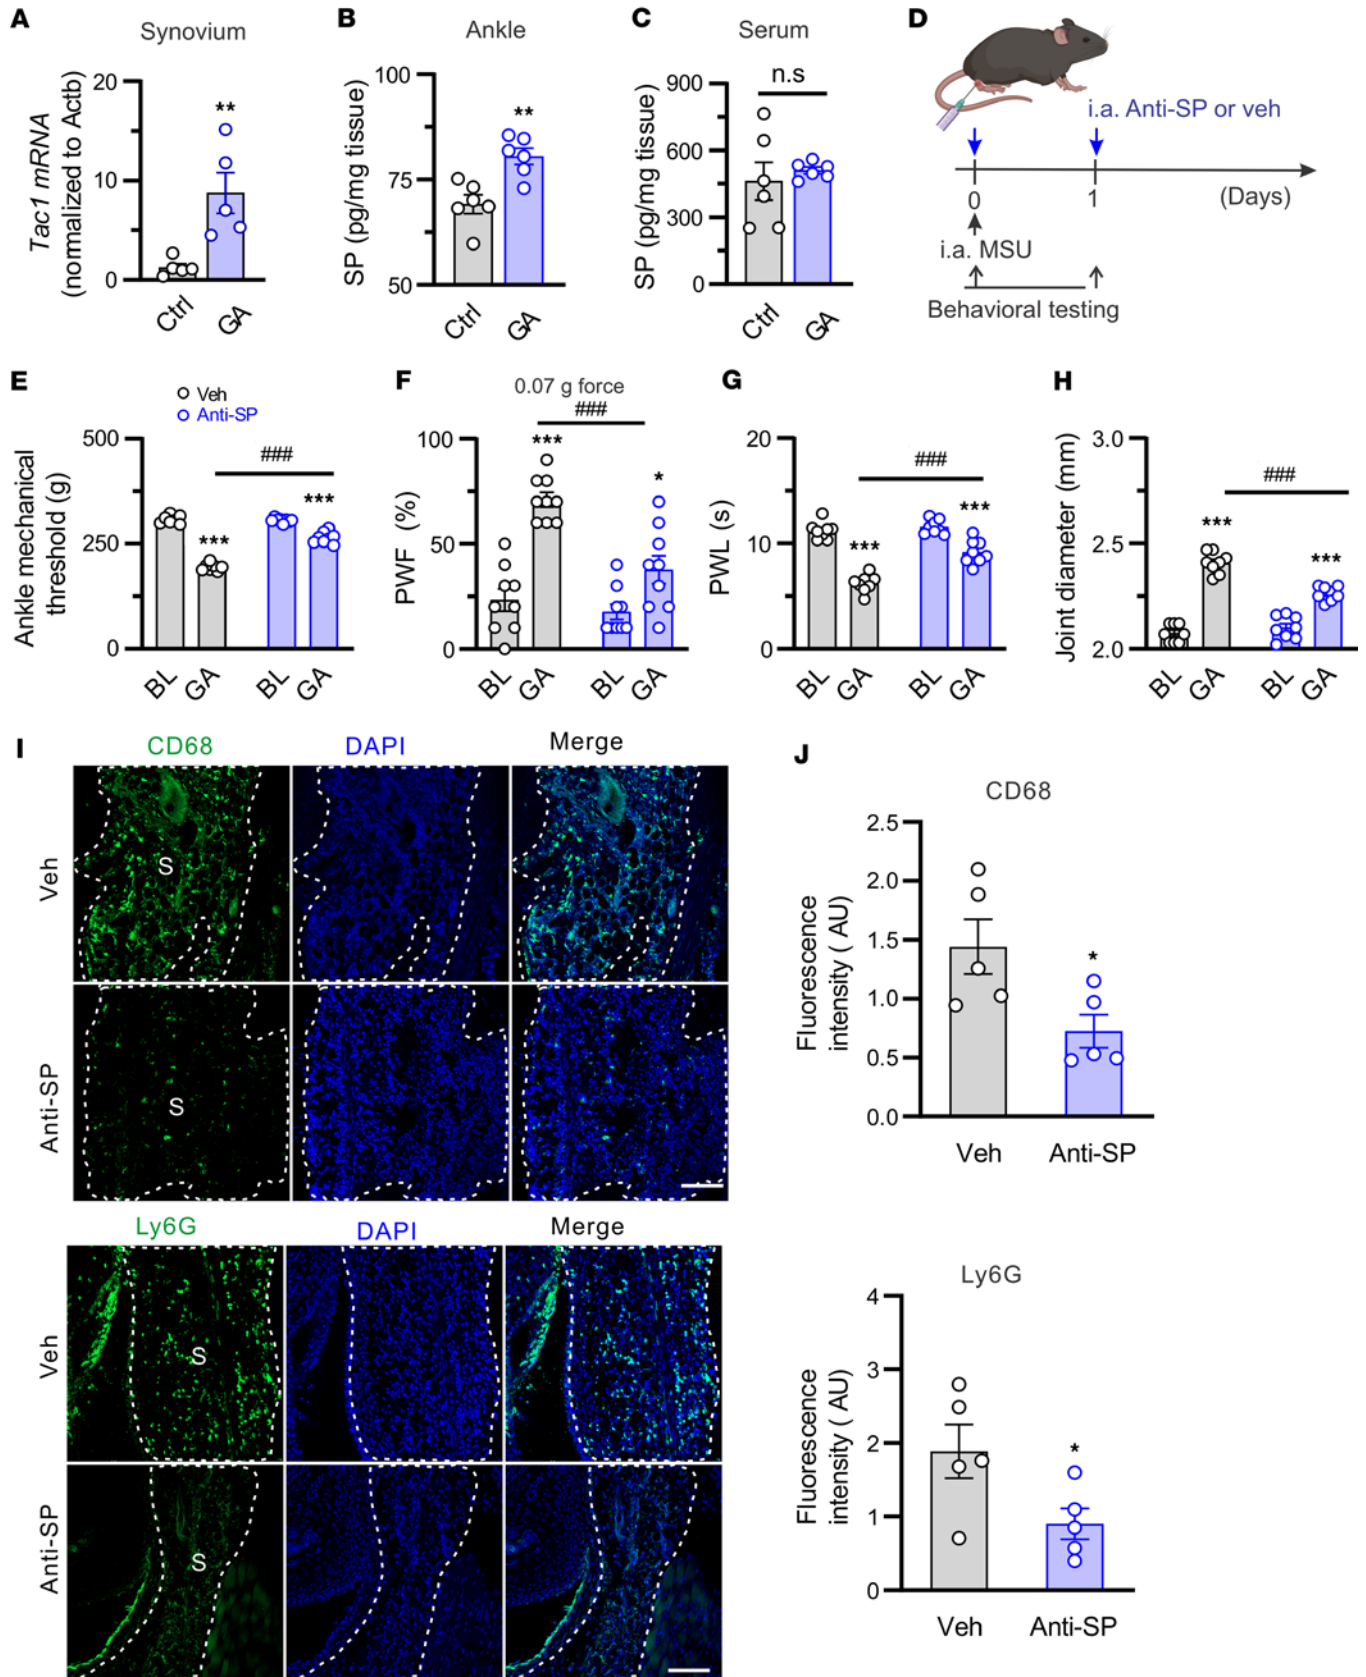 A
Synovium
Tac1 mRNA
(normalized to Actb)
20
10
0
**
Ctrl
GA
B
Ankle
SP (pg/mg tissue)
100
75
50
**
Ctrl
GA
C
Serum
SP (pg/mg tissue)
900
600
300
0
n.s
Ctrl
GA
D
i.a. Anti-SP or veh
0
1
(Days)
i.a. MSU
Behavioral testing
E
Veh
Anti-SP
Ankle mechanical
threshold (g)
500
250
0
***
***
###
BL
GA
BL
GA
F
0.07 g force
###
PWF (%)
100
50
0
***
*
BL
GA
BL
GA
G
PWL (s)
20
10
0
###
***
***
BL
GA
BL
GA
H
Joint diameter (mm)
3.0
2.5
2.0
###
***
***
BL
GA
BL
GA
I
CD68
DAPI
Merge
Veh
S
Anti-SP
S
Ly6G
DAPI
Merge
Veh
S
Anti-SP
S
J
CD68
Fluorescence
intensity ( AU)
2.5
2.0
1.5
1.0
0.5
0.0
*
Veh
Anti-SP
Ly6G
Fluorescence
intensity ( AU)
4
3
2
1
0
*
Veh
Anti-SP